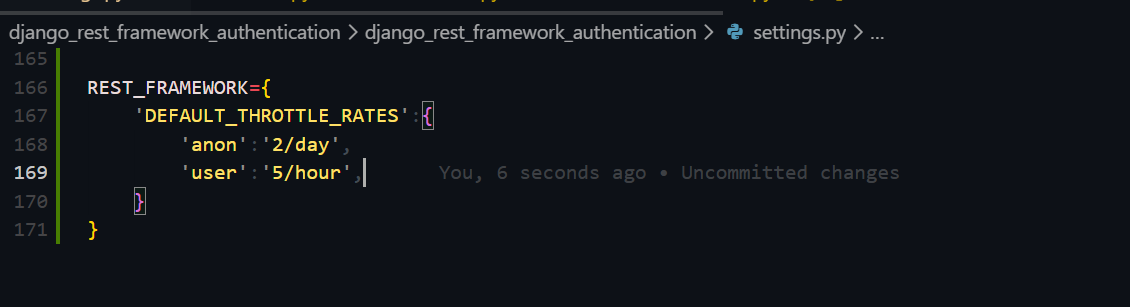 django_rest_framework_authentication > django_rest_framework_authentication > settings.py > ...
165
166 REST_FRAMEWORK={
167 'DEFAULT_THROTTLE_RATES':{
168 'anon':'2/day',
169 'user':'5/hour', You, 6 seconds ago • Uncommitted changes
170 }
171 }